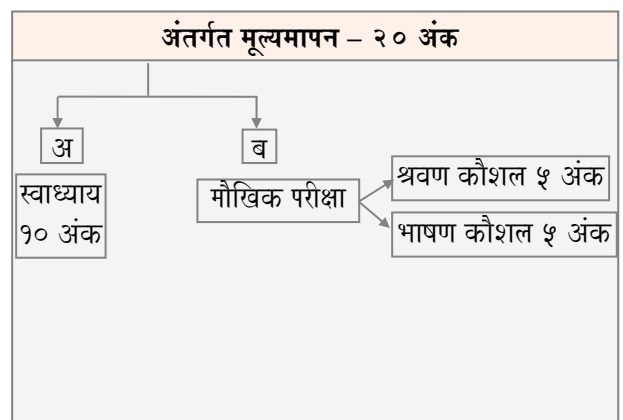 अंतर्गत मूल्यमापन – २० अंक
अ
ब
स्वाध्याय
१० अंक
मौखिक परीक्षा
श्रवण कौशल ५ अंक
भाषण कौशल ५ अंक